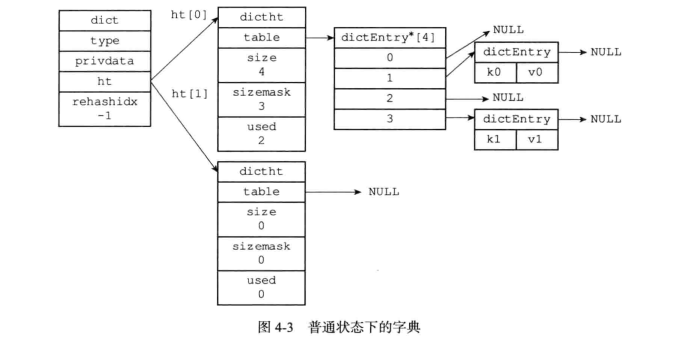 dict
type
privdata
ht
rehashidx
-1
ht[0]
ht[1]
dictht
table
size
4
sizemask
3
used
2
dictEntry*[4]
0
1
2
3
NULL
dictEntry
k0 v0
NULL
NULL
dictEntry
k1 v1
NULL
dictht
table
size
0
sizemask
0
used
0
NULL
图 4-3 普通状态下的字典